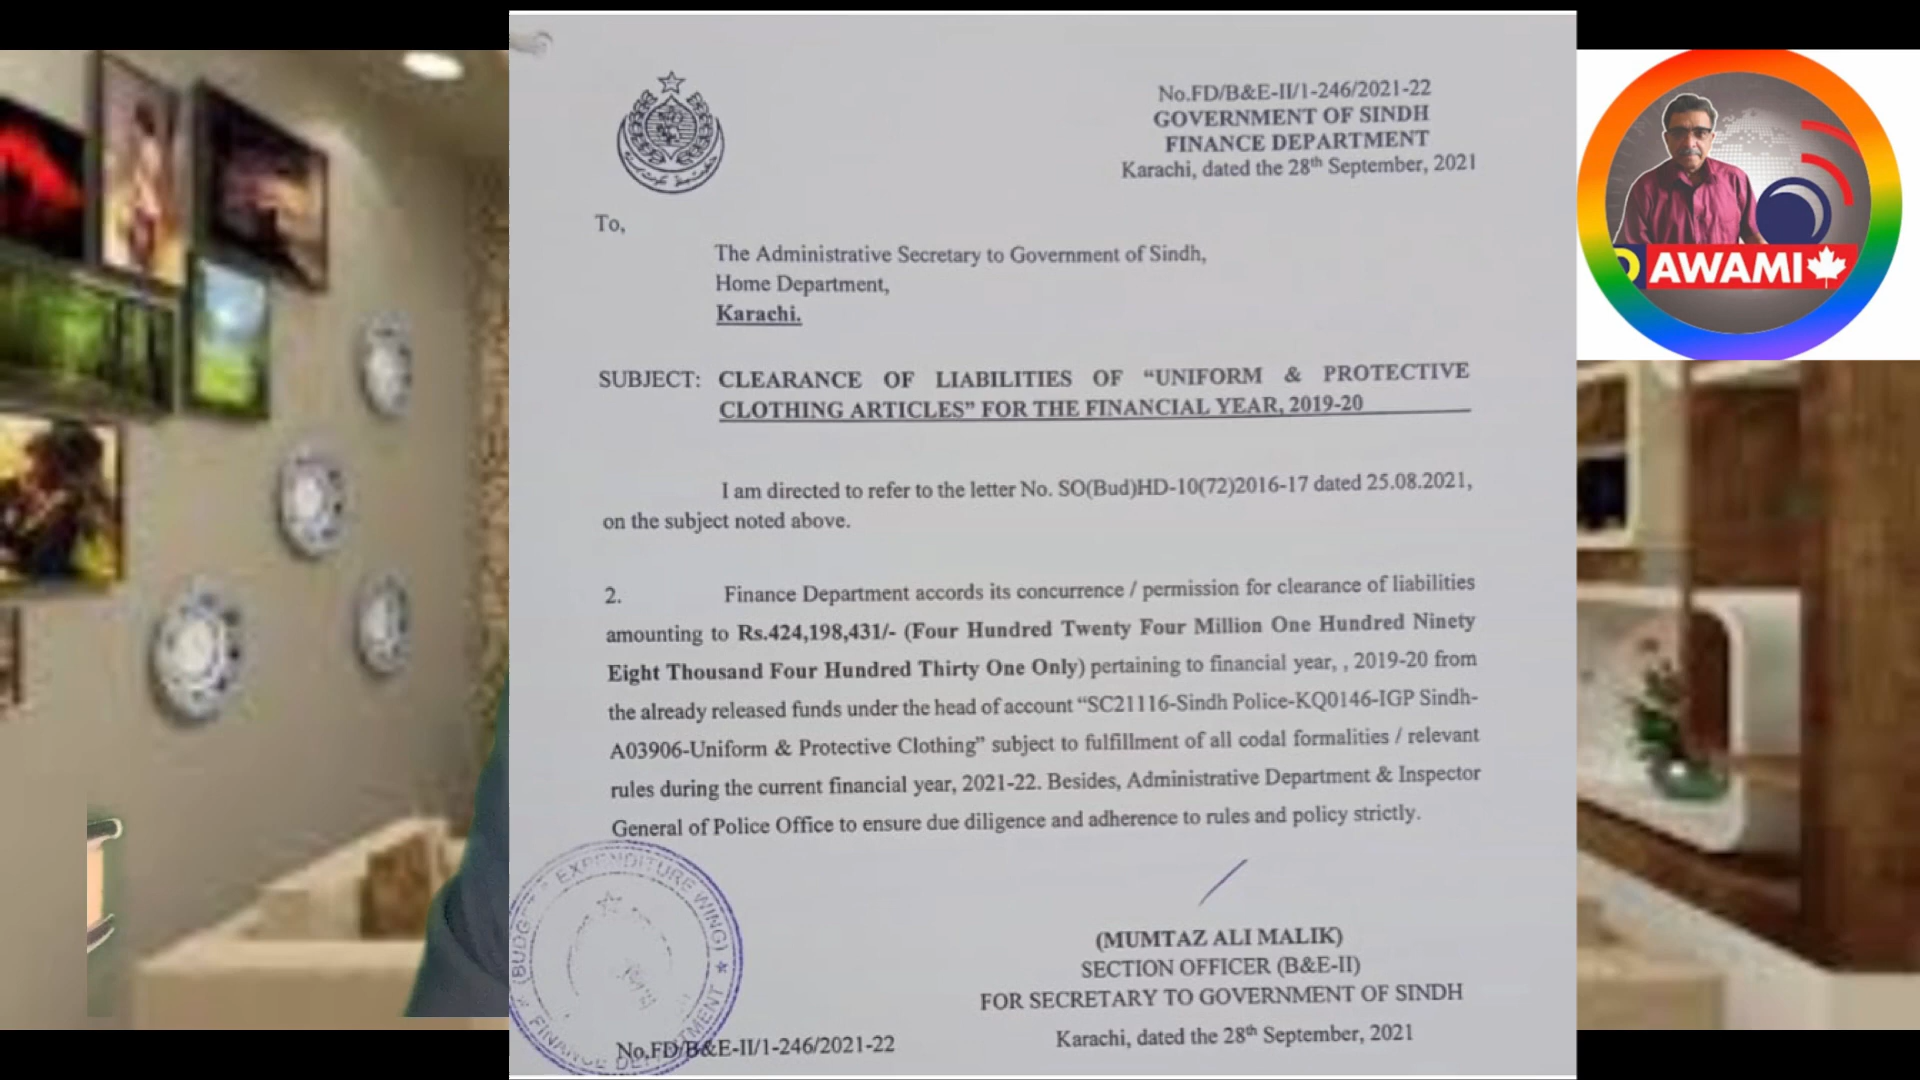 No.FD/B&E-II/1-246/2021-22
GOVERNMENT OF SINDH
FINANCE DEPARTMENT
Karachi, dated the 28th September, 2021
To,
The Administrative Secretary to Government of Sindh,
Home Department,
Karachi.
SUBJECT: CLEARANCE OF LIABILITIES OF “UNIFORM & PROTECTIVE
CLOTHING ARTICLES” FOR THE FINANCIAL YEAR, 2019-20
I am directed to refer to the letter No. SO(Bud)HD-10(72)2016-17 dated 25.08.2021,
on the subject noted above.
2. Finance Department accords its concurrence / permission for clearance of liabilities
amounting to Rs.424,198,431/- (Four Hundred Twenty Four Million One Hundred Ninety
Eight Thousand Four Hundred Thirty One Only) pertaining to financial year, , 2019-20 from
the already released funds under the head of account “SC21116-Sindh Police-KQ0146-IGP Sindh-
A03906-Uniform & Protective Clothing” subject to fulfillment of all codal formalities / relevant
rules during the current financial year, 2021-22. Besides, Administrative Department & Inspector
General of Police Office to ensure due diligence and adherence to rules and policy strictly.
(BUDGET EXPENDITURE WING) ★
FINANCE DEPARTMENT
(MUMTAZ ALI MALIK)
SECTION OFFICER (B&E-II)
FOR SECRETARY TO GOVERNMENT OF SINDH
No.FD/B&E-II/1-246/2021-22
Karachi, dated the 28th September, 2021
AWAMI